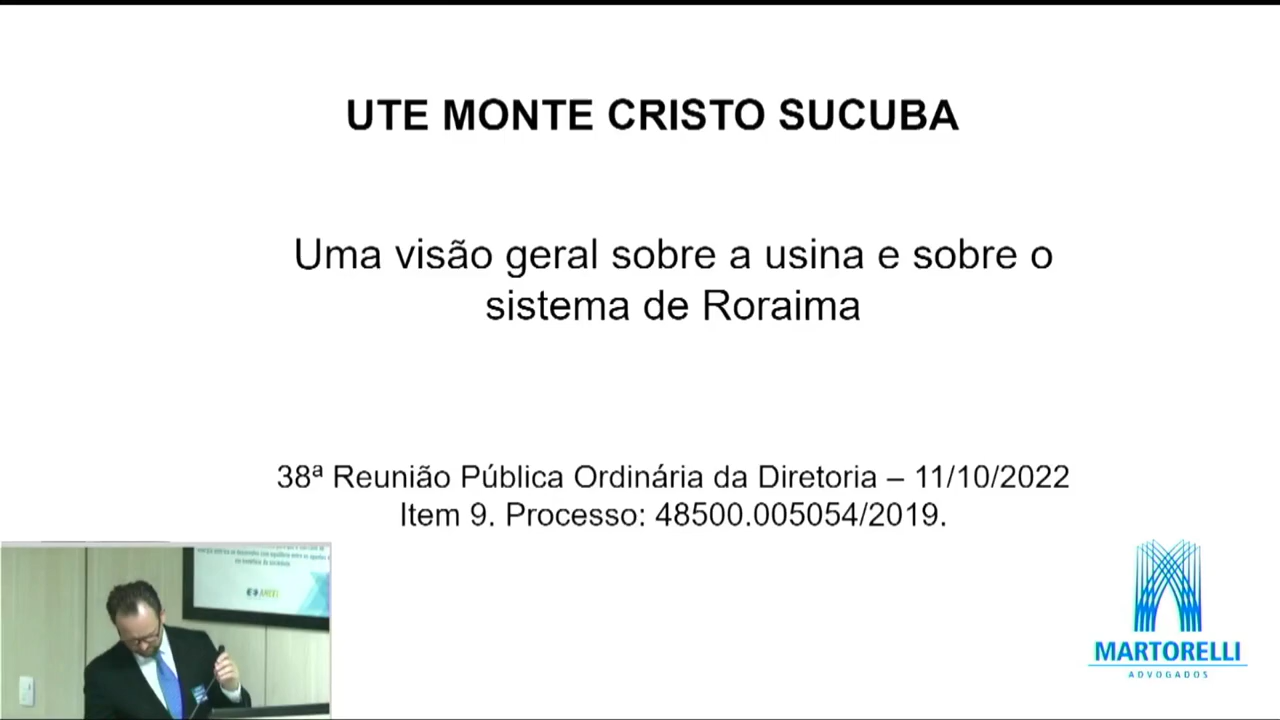 UTE MONTE CRISTO SUCUBA
Uma visão geral sobre a usina e sobre o
sistema de Roraima
38ª Reunião Pública Ordinária da Diretoria – 11/10/2022
Item 9. Processo: 48500.005054/2019.
MARTORELLI
ADVOGADOS